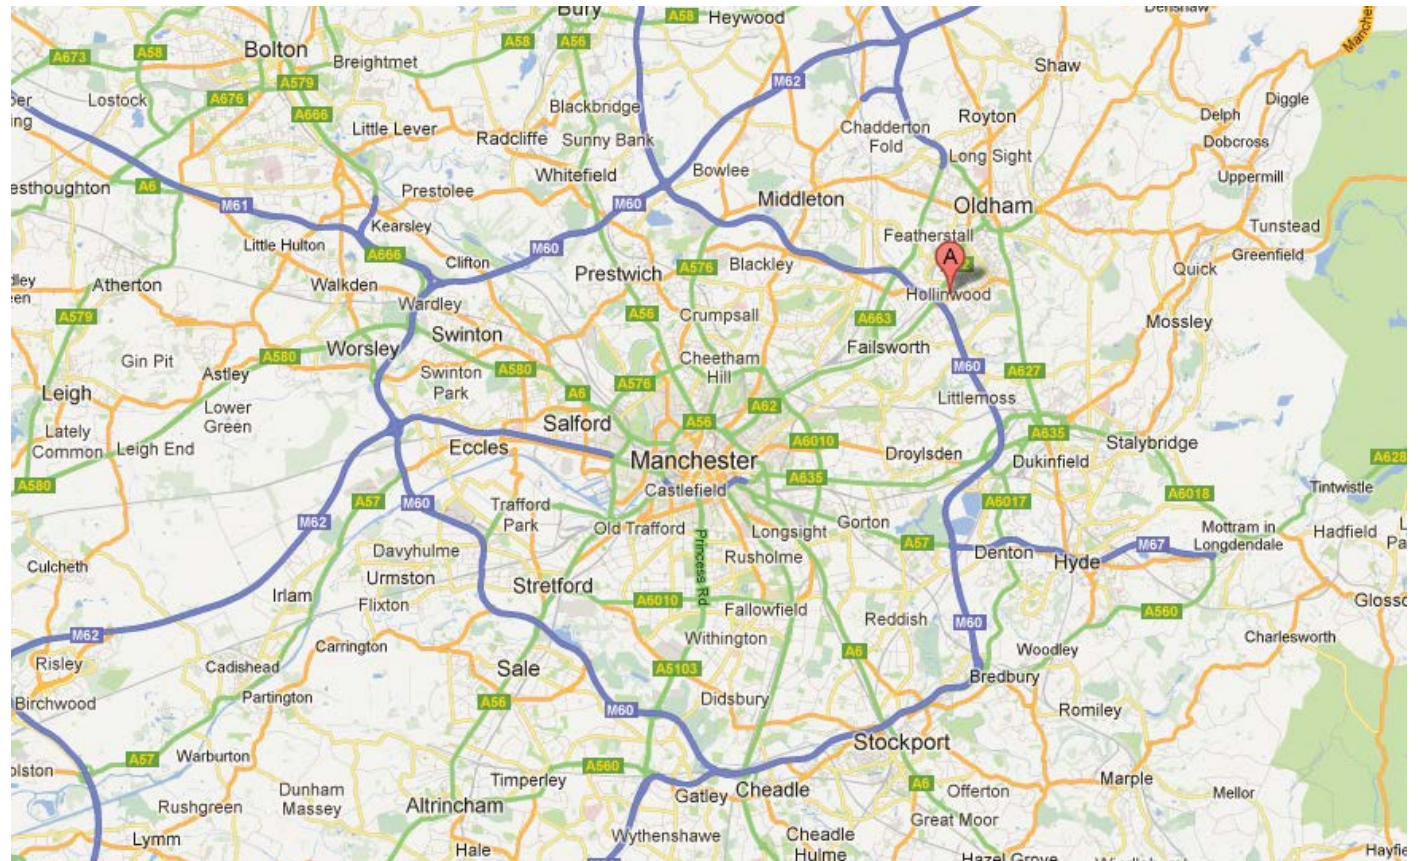 Bury
A58
Heywood
Denshaw
A673
A58
Bolton
A58
A56
Breightmet
M62
Shaw
Manche
A579
Lostock
A676
Blackbridge
Diggle
A666
Royton
Delph
Little Lever
Radcliffe
Sunny Bank
Chadderton
Fold
Dobcross
Long Sight
Bowlee
Whitefield
Uppermill
esthoughton
A6
Prestolee
Middleton
M61
M60
Oldham
Kearsley
Tunstead
Featherstall
Little Hulton
M60
A666
Clifton
Greenfield
A
A576
Blackley
Prestwich
Quick
Atherton
Walkden
Hollinwood
Wardley
A579
A56
Crumpsall
A663
Mossley
Swinton
Worsley
Failsworth
A580
Cheetham
Hill
Gin Pit
M60
Astley
Swinton
Park
A580
A627
A576
Leigh
A6
Littlemoss
Lower
Green
A62
Salford
A56
Lately
Common
A635
A6010
Stalybridge
Leigh End
Eccles
Droylsden
Manchester
Dukinfield
A628
A580
A635
Castlefield
Tintwistle
A57
M60
Trafford
Park
A6017
A6018
M62
Old Trafford
Longsight
Gorton
Mottram in
Longdendale
Hadfield
Princess Rd
A57
M67
Davyhulme
Denton
Rusholme
Hyde
Culcheth
Urmston
Stretford
Irlam
Flixton
A6010
Fallowfield
Glosso
A560
Reddish
M60
M62
Withington
Charlesworth
Carrington
A6
Woodley
Risley
Cadishead
Sale
A5103
Bredbury
Partington
Didsbury
Birchwood
A56
M60
Romiley
Stockport
A57
Warburton
olston
A560
Timperley
Marple
A6
Cheadle
Offerton
Gatley
Mellor
Dunham
Massey
Rushgreen
Altrincham
Great Moor
Lymm
Wythenshawe
Cheadle
Hulme
Hale
Hazel Grove
Hayfie